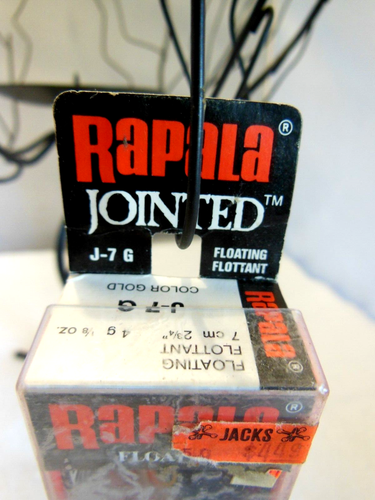 RAPALA®
JOINTED™
J-7 G
FLOATING
FLOTTANT
RAPALA®
COLOR GOLD
J-7 G
7 cm 2¾" 4 g ⅛ oz.
FLOTTANT
FLOATING
RAPALA®
JACKS